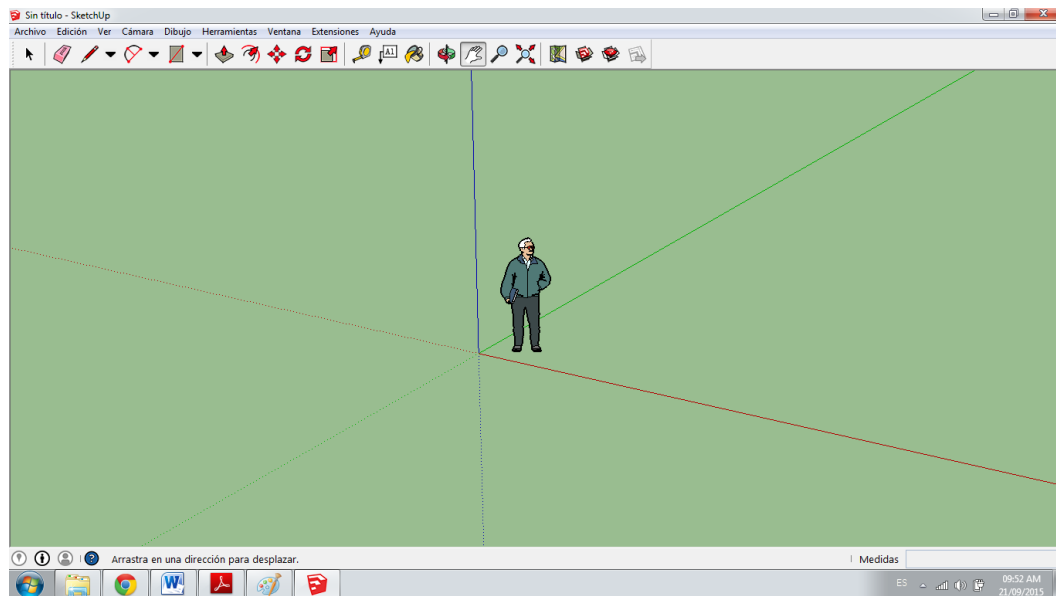 Sin título - SketchUp
Archivo Edición Ver Cámara Dibujo Herramientas Ventana Extensiones Ayuda
A1
Arrastra en una dirección para desplazar.
Medidas
W
ES
09:52 AM
21/09/2015